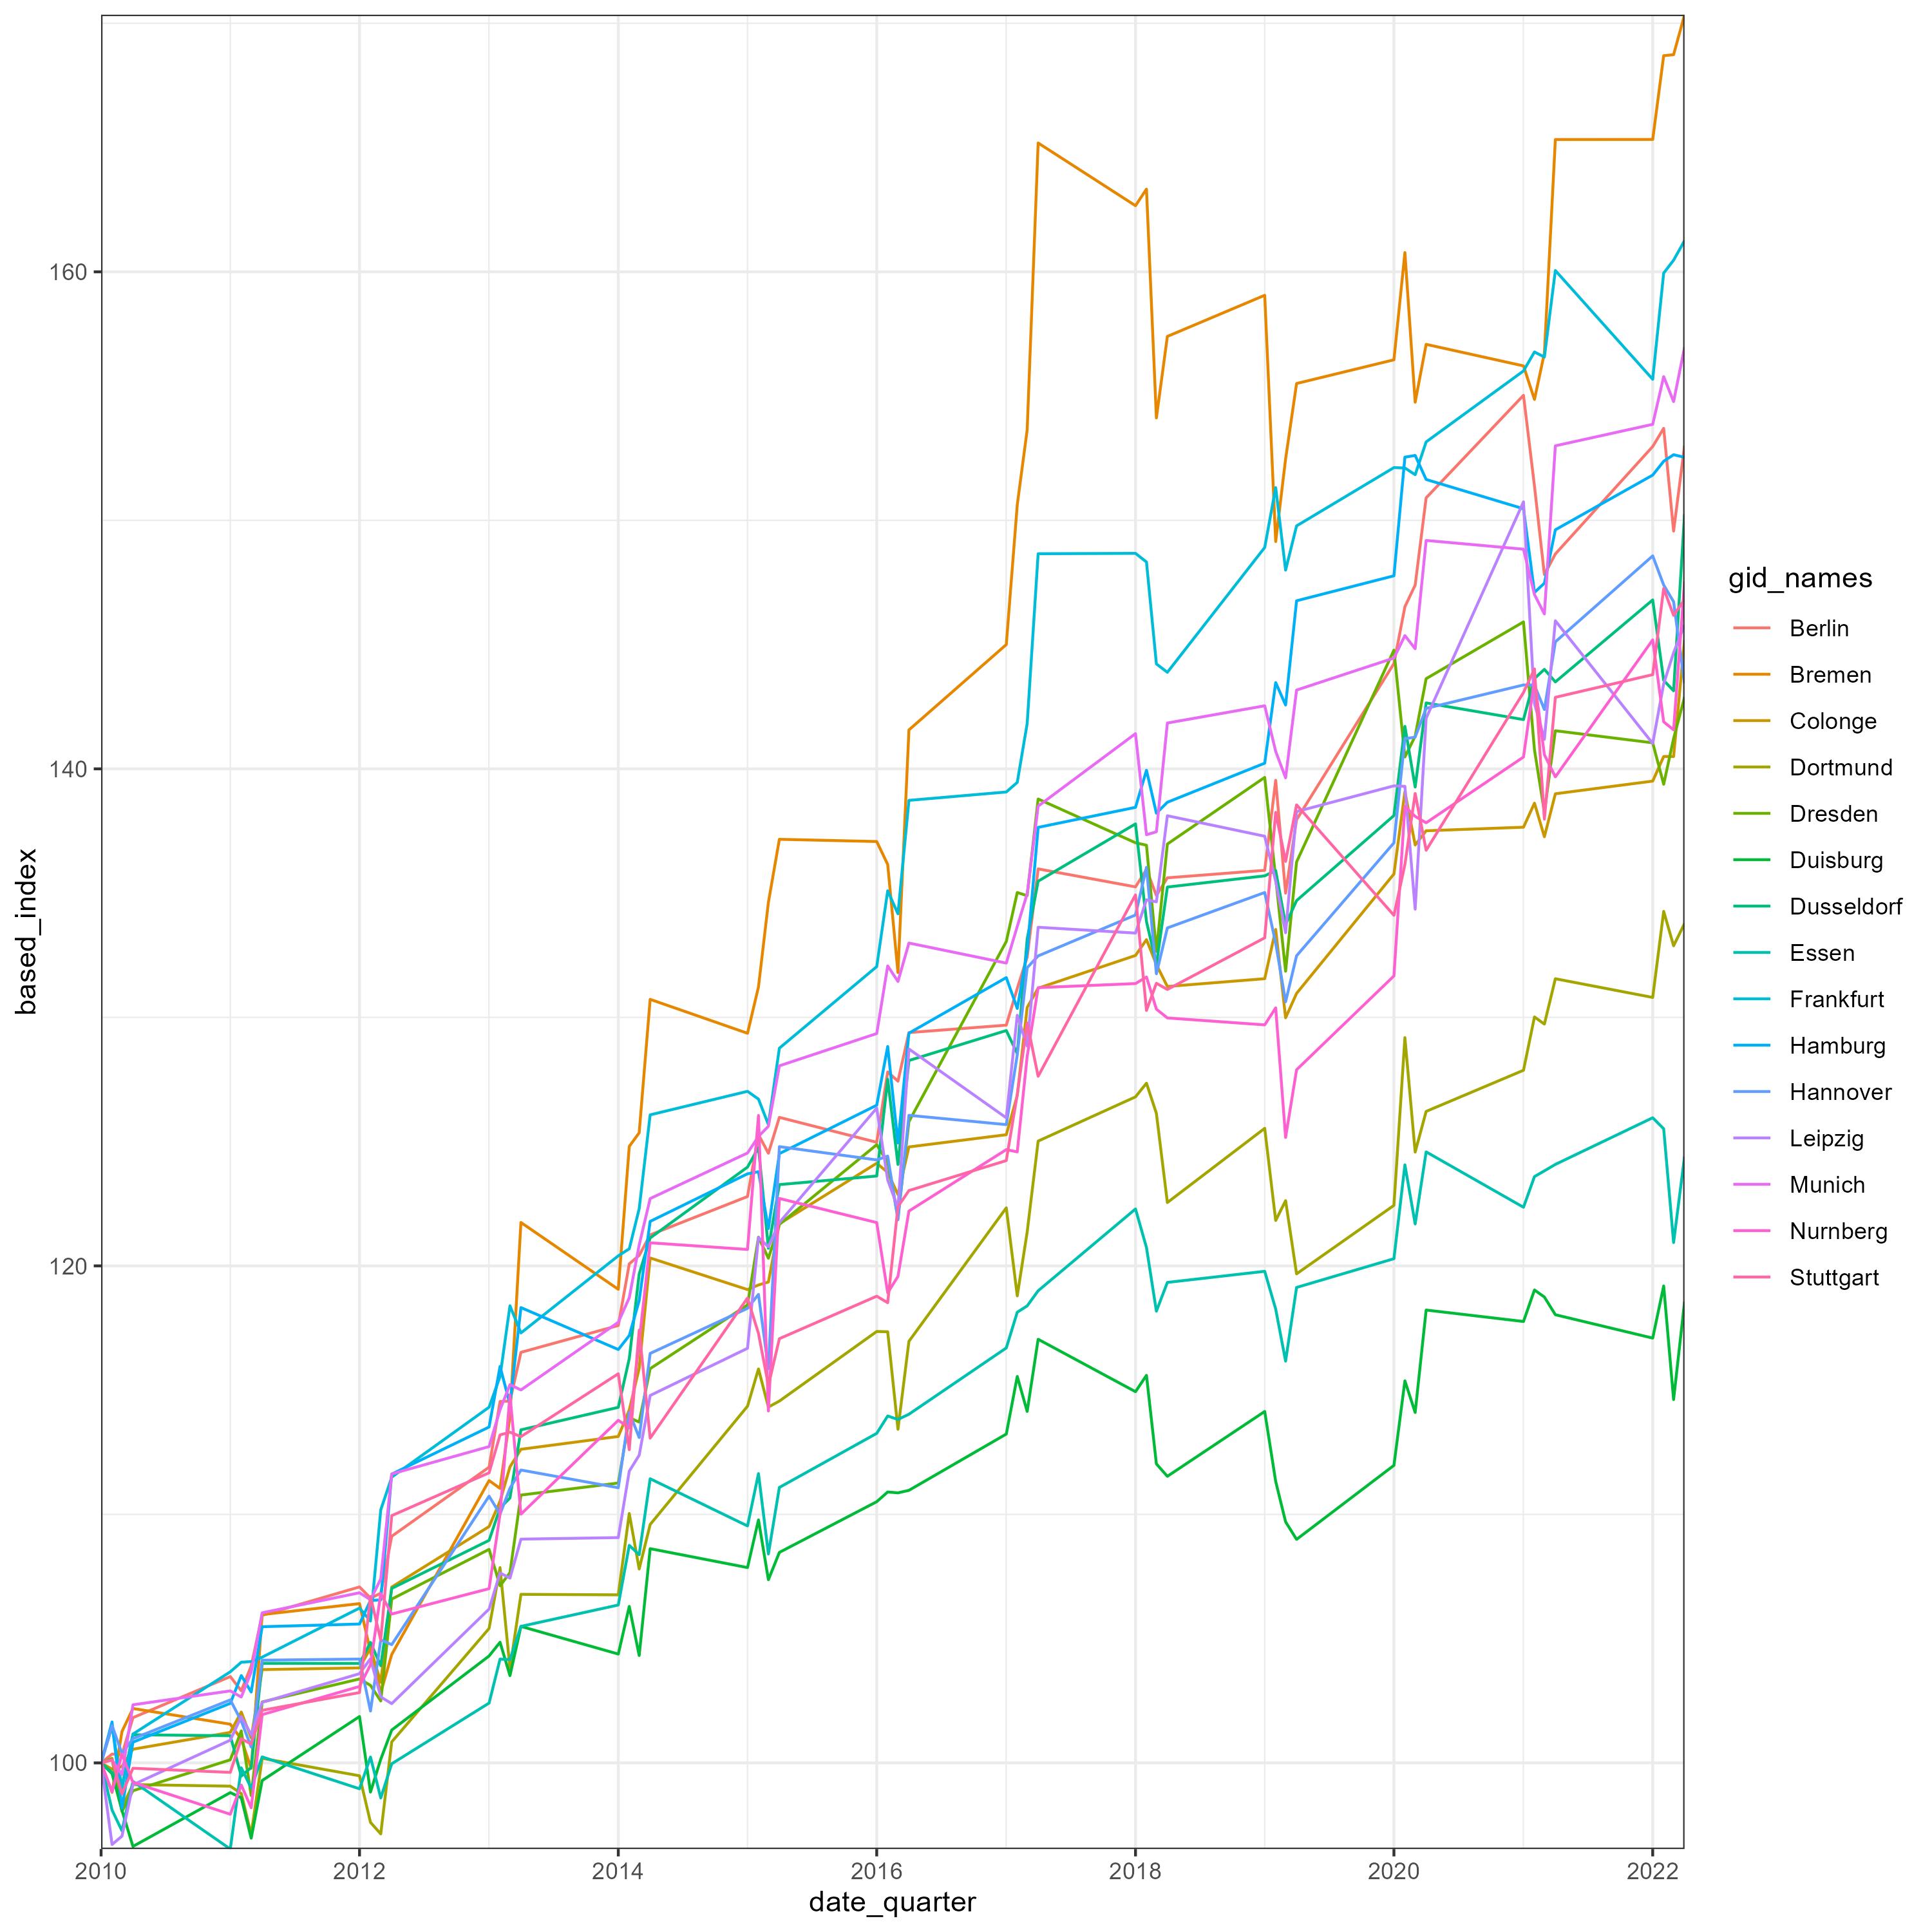 160
140
120
100
based_index
2010 2012 2014 2016 2018 2020 2022
date_quarter
gid_names
Berlin
Bremen
Colonge
Dortmund
Dresden
Duisburg
Dusseldorf
Essen
Frankfurt
Hamburg
Hannover
Leipzig
Munich
Nurnberg
Stuttgart